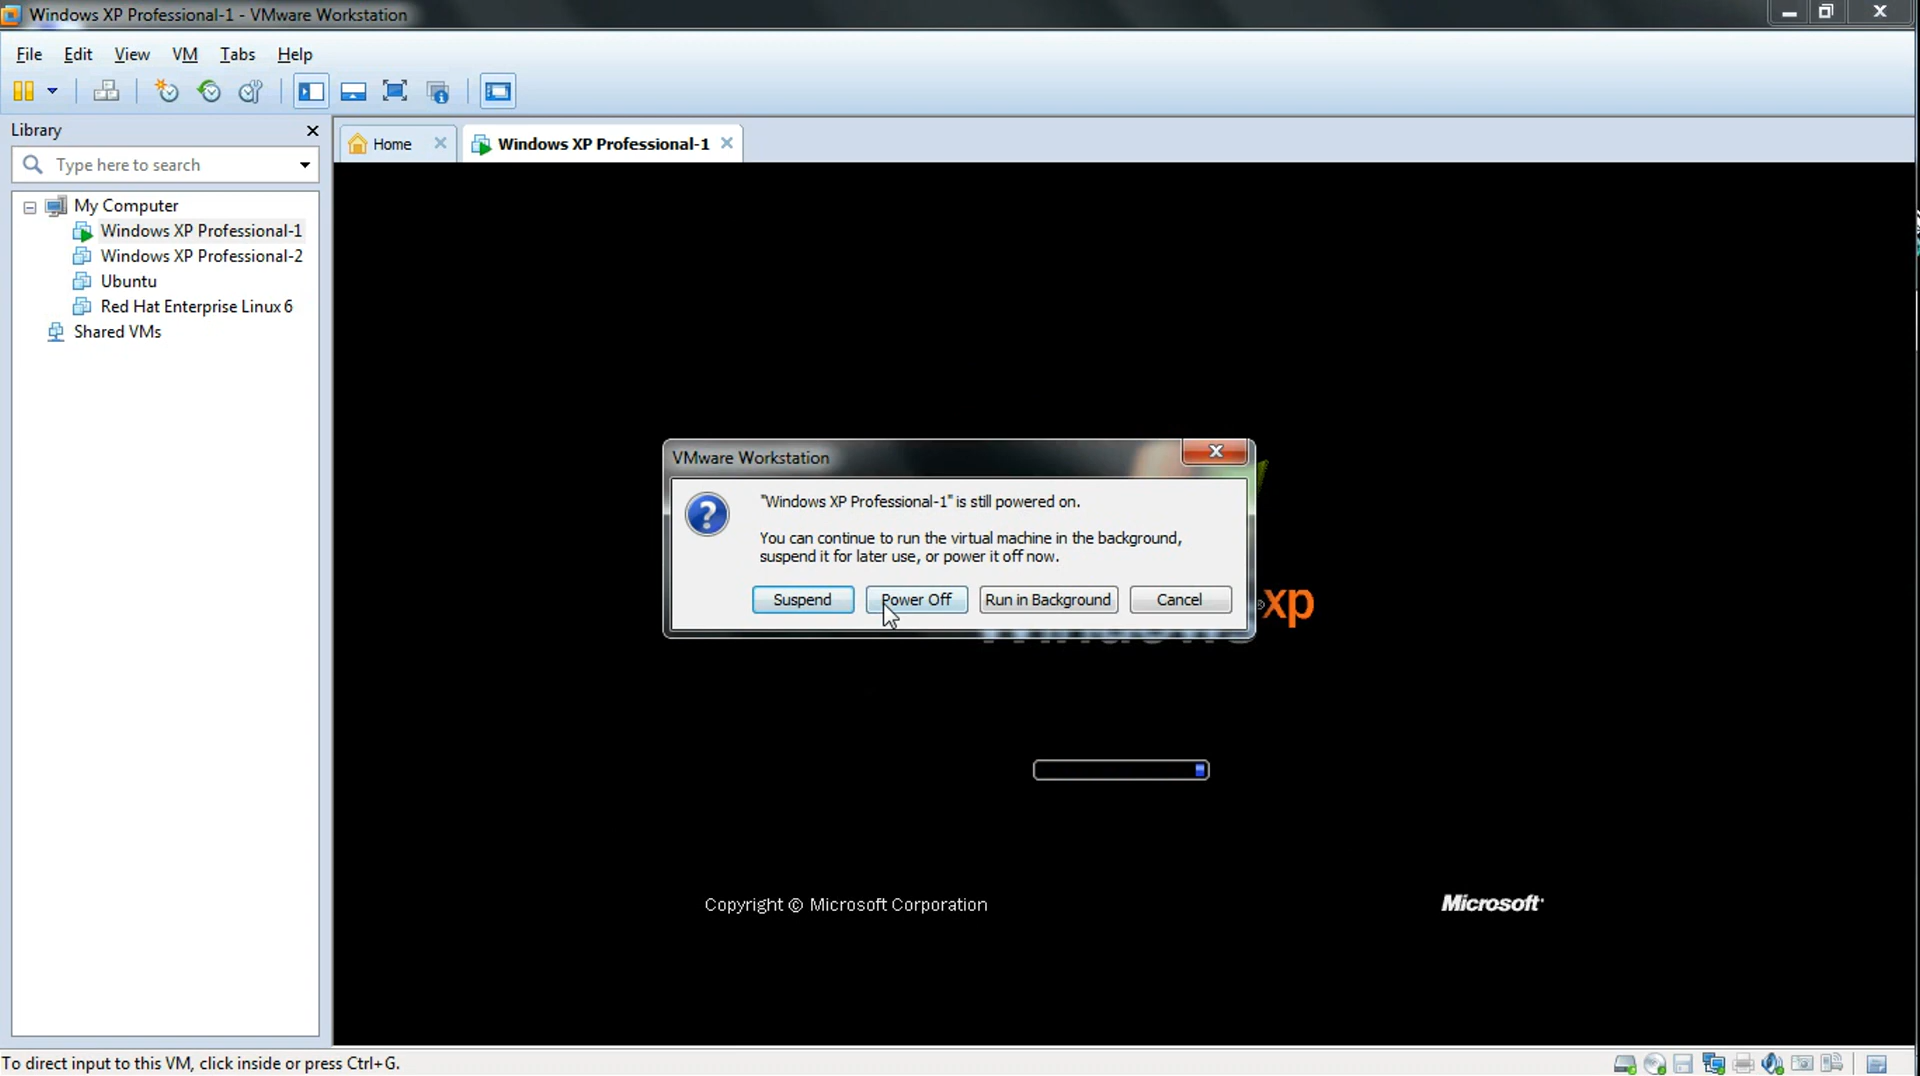 Windows XP Professional-1 - VMware Workstation
File Edit View VM Tabs Help
Library
Type here to search
My Computer
Windows XP Professional-1
Windows XP Professional-2
Ubuntu
Red Hat Enterprise Linux 6
Shared VMs
Home
Windows XP Professional-1
VMware Workstation
"Windows XP Professional-1" is still powered on.
You can continue to run the virtual machine in the background,
suspend it for later use, or power it off now.
Suspend Power Off Run in Background Cancel
xp
Copyright © Microsoft Corporation
Microsoft
To direct input to this VM, click inside or press Ctrl+G.